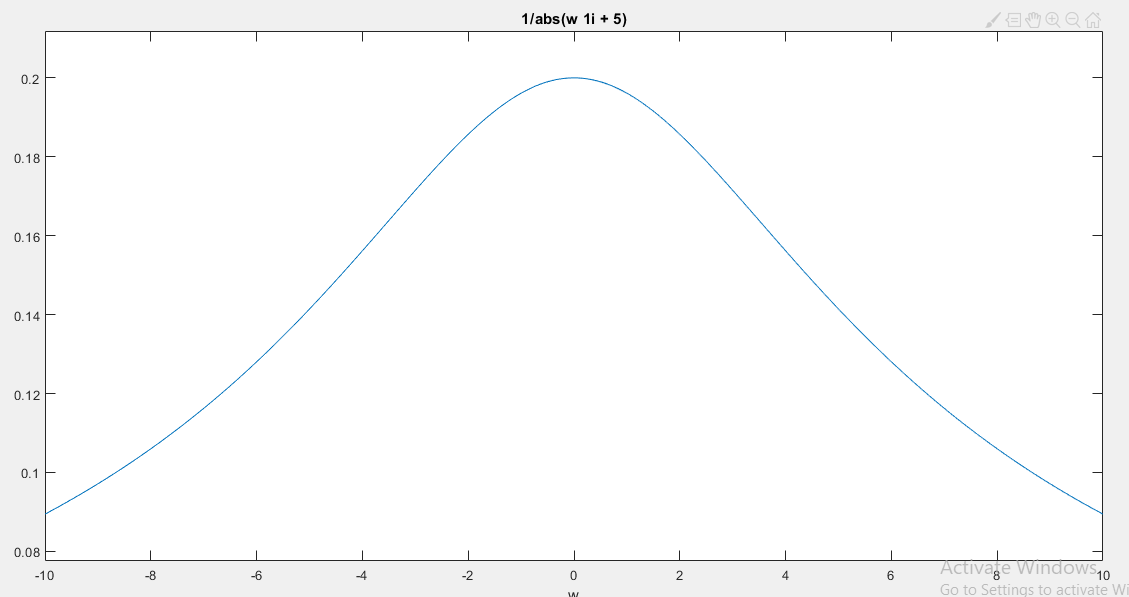 1/abs(w 1i + 5)
0.2
0.18
0.16
0.14
0.12
0.1
0.08
-10 -8 -6 -4 -2 0 2 4 6 8 10
w
Activate Windows
Go to Settings to activate Wi